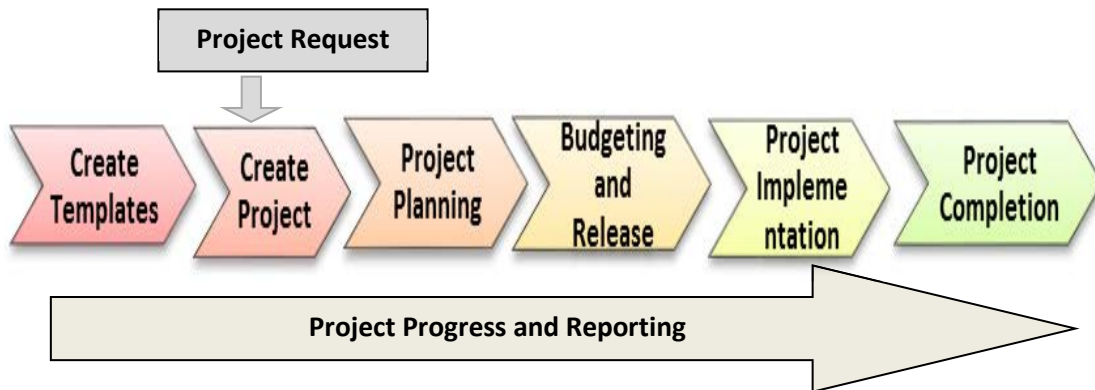 Project Request
Create
Templates
Create
Project
Project
Planning
Budgeting
and
Release
Project
Impleme
ntation
Project
Completion
Project Progress and Reporting